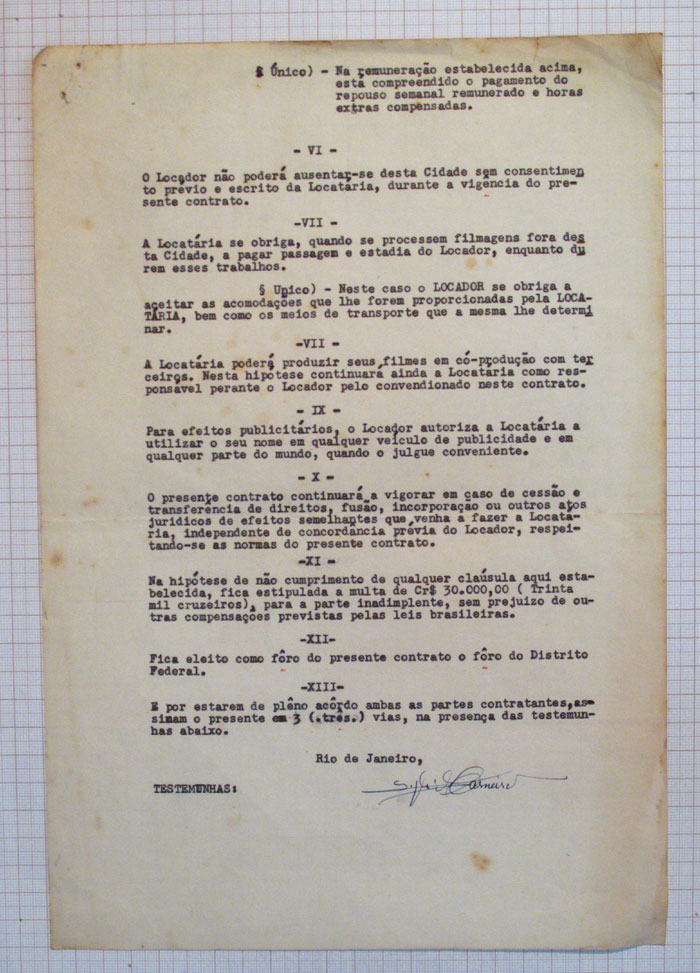 § Único) - Na remuneração estabelecida acima,
está compreendido o pagamento do
repouso semanal remunerado e horas
extras compensadas.
- VI -
O Locador não poderá ausentar-se desta Cidade sem consentimen
to prévio e escrito da Locatária, durante a vigência do pre-
sente contrato.
-VII -
A Locatária se obriga, quando se processem filmagens fora des
ta Cidade, a pagar passagem e estadia do Locador, enquanto du
rem esses trabalhos.
§ Unico) - Neste caso o LOCADOR se obriga a
aceitar as acomodações que lhe forem proporcionadas pela LOCA-
TÁRIA, bem como os meios de transporte que a mesma lhe determi
nar.
-VII -
A Locatária poderá produzir seus filmes em có-produção com ter
ceiros. Nesta hipótese continuará ainda a Locatária como res-
ponsável perante o Locador pelo convendionado neste contrato.
- IX -
Para efeitos publicitários, o Locador autoriza a Locatária a
utilizar o seu nome em qualquer veículo de publicidade e em
qualquer parte do mundo, quando o julgue conveniente.
- X -
O presente contrato continuará a vigorar em caso de cessão e
transferência de direitos, fusão, incorporação ou outros atos
jurídicos de efeitos semelhantes que venha a fazer a Locatá-
ria, independente de concordância prévia do Locador, respei-
tando-se as normas do presente contrato.
-XI -
Na hipótese de não cumprimento de qualquer claúsula aqui esta-
belecida, fica estipulada a multa de Cr$ 30.000,00 ( Trinta
mil cruzeiros), para a parte inadimplente, sem prejuizo de ou-
tras compensações previstas pelas leis brasileiras.
-XII-
Fica eleito como fôro do presente contrato o fôro do Distrito
Federal.
-XIII-
E por estarem de plêno acôrdo ambas as partes contratantes,as-
sinam o presente em 3 (.três.) vias, na presença das testemun-
has abaixo.
Rio de Janeiro,
TESTEMUNHAS: